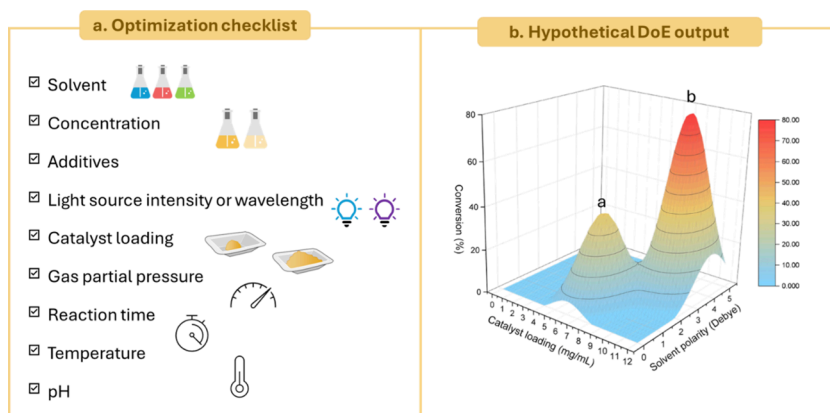 a. Optimization checklist
Solvent
Concentration
Additives
Light source intensity or wavelength
Catalyst loading
Gas partial pressure
Reaction time
Temperature
pH
b. Hypothetical DoE output
b
a
80
60
40
20
0
Conversion (%)
0 1 2 3 4 5 6 7 8 9 10 11 12
Catalyst loading (mg/mL)
0 1 2 3 4 5
Solvent polarity (Debye)
80.00
70.00
60.00
50.00
40.00
30.00
20.00
10.00
0.000